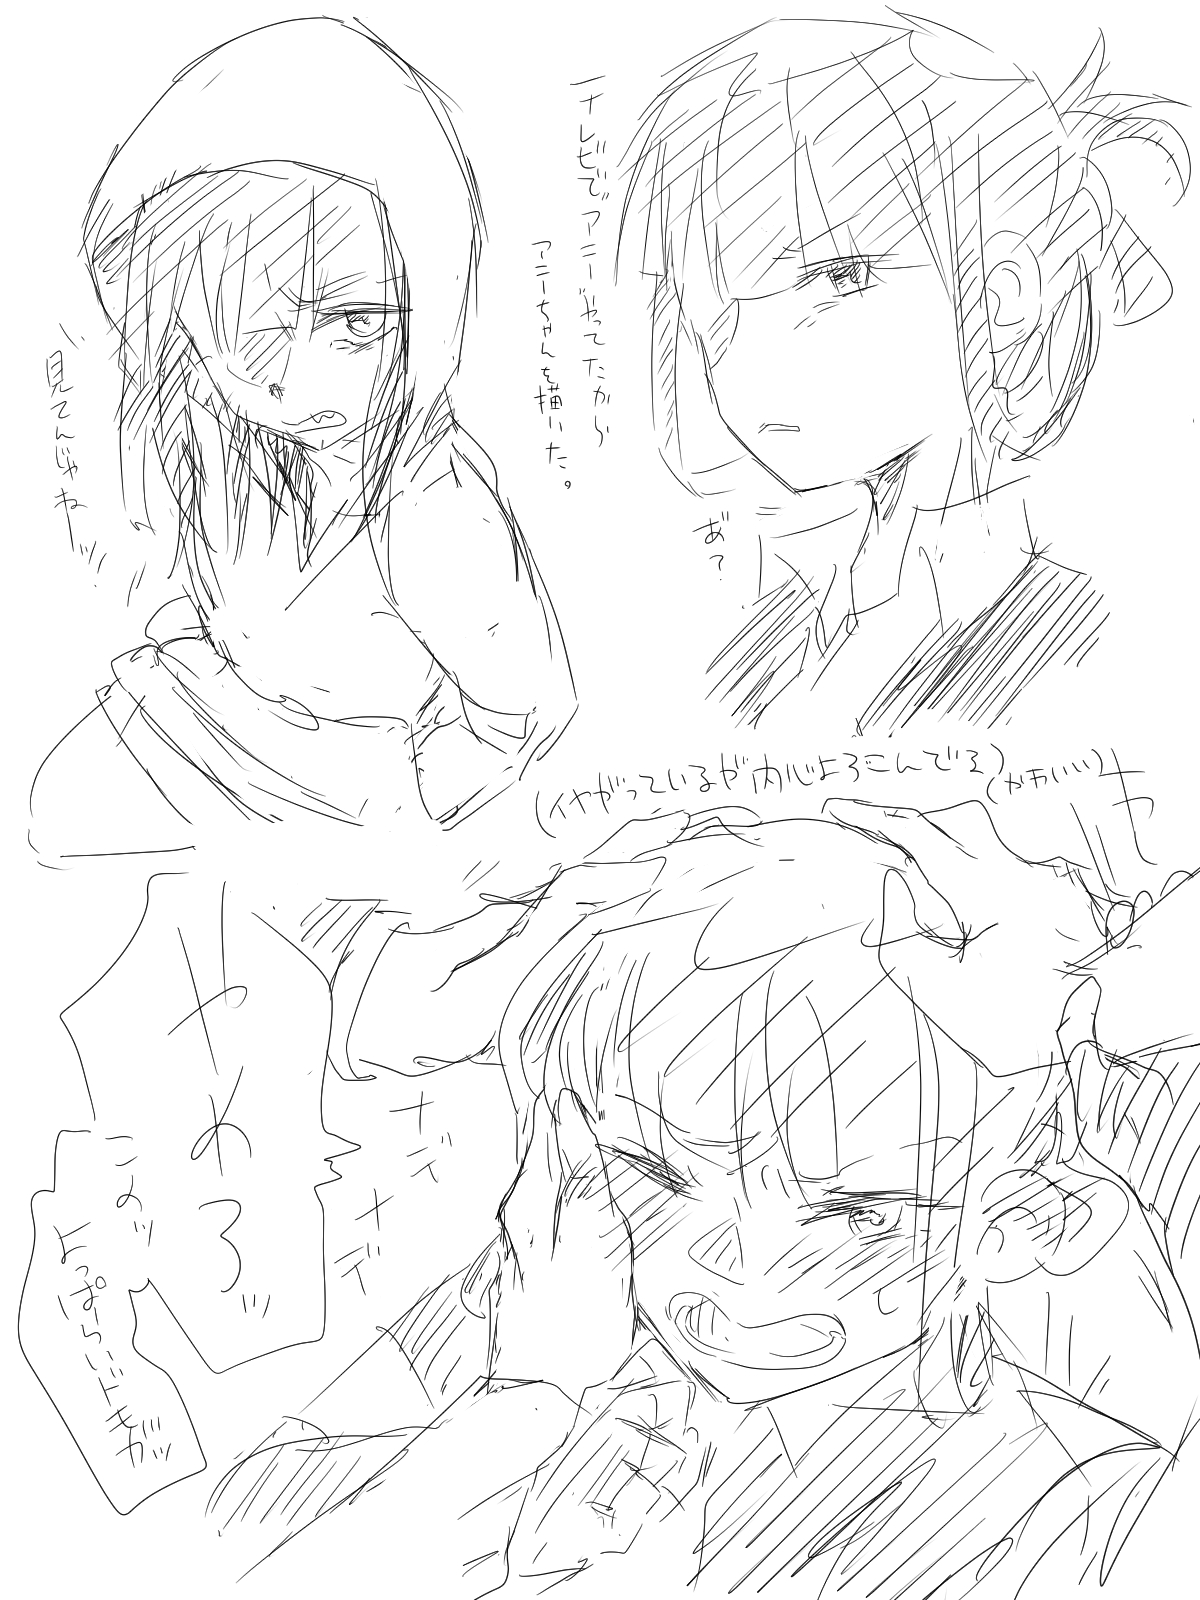 テレビでアニーやってたから
アニーちゃんを描いた。
見てんじゃねーッ
あ゛?
(イヤがっているが内心よろこんでる)
(かわいい)
やめろッ
このッ
よっぱらいドモガッ
ナデ
ナデ